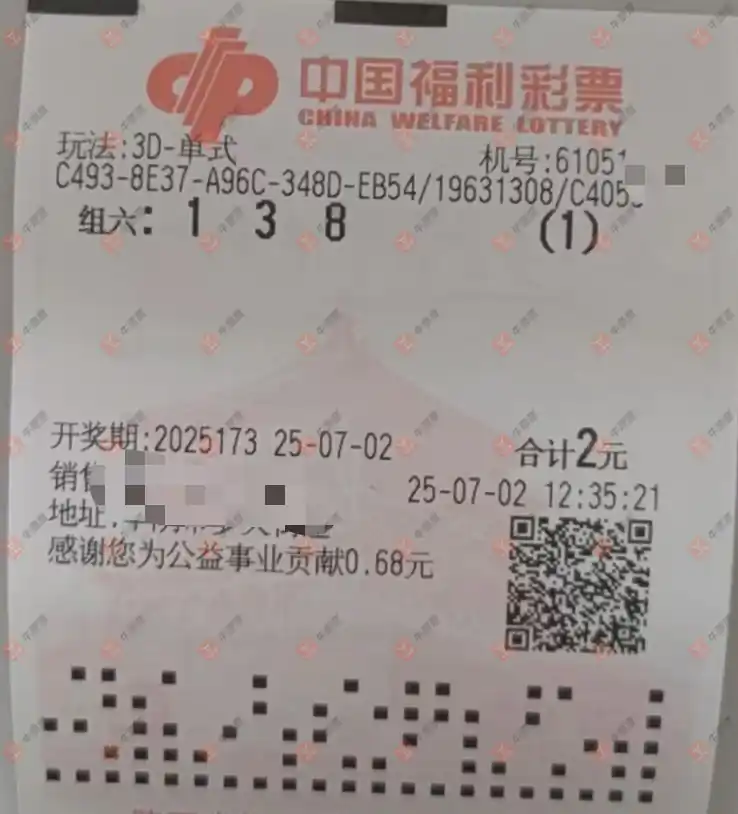 中国福利彩票
CHINA WELFARE LOTTERY
玩法:3D-单式 机号:61051
C493-8E37-A96C-348D-EB54/19631308/C405
组六: 1 3 8 (1)
开奖期:2025173 25-07-02 合计2元
销售 25-07-02 12:35:21
地址:
感谢您为公益事业贡献0.68元